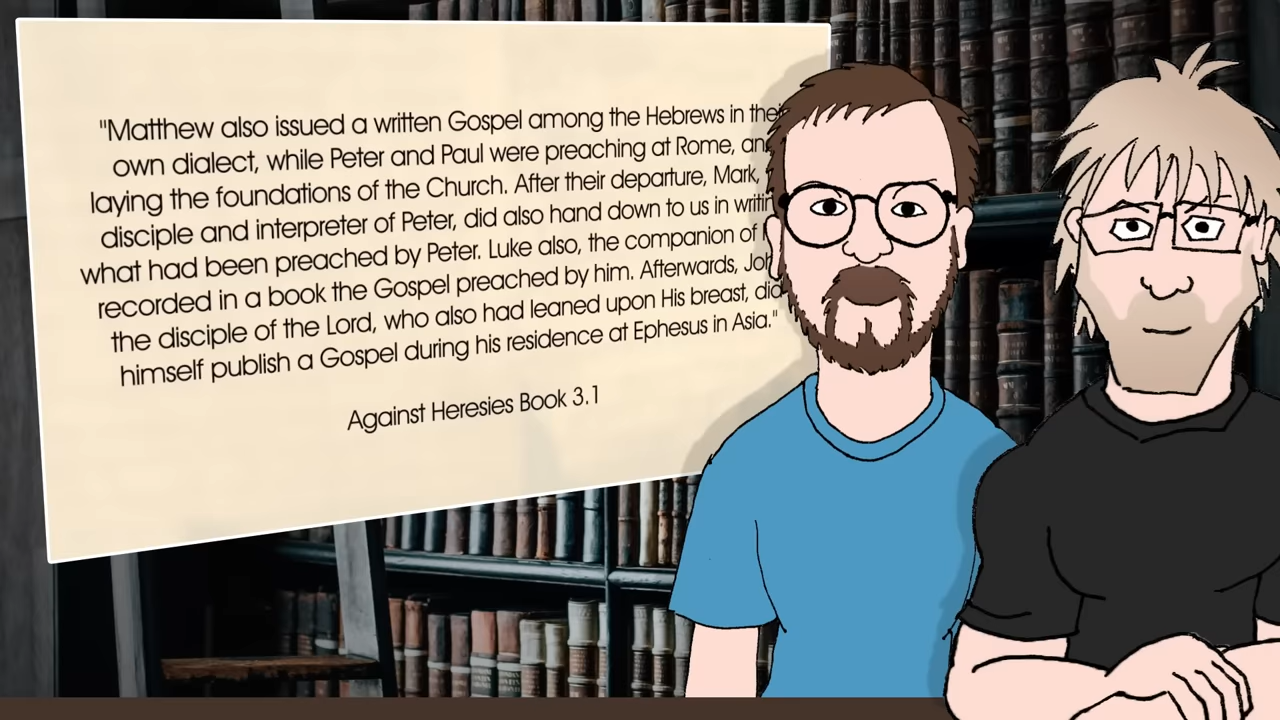 "Matthew also issued a written Gospel among the Hebrews in their
own dialect, while Peter and Paul were preaching at Rome, and
laying the foundations of the Church. After their departure, Mark,
disciple and interpreter of Peter, did also hand down to us in writin
what had been preached by Peter. Luke also, the companion of
recorded in a book the Gospel preached by him. Afterwards, Joh
the disciple of the Lord, who also had leaned upon His breast, did
himself publish a Gospel during his residence at Ephesus in Asia."
Against Heresies Book 3.1